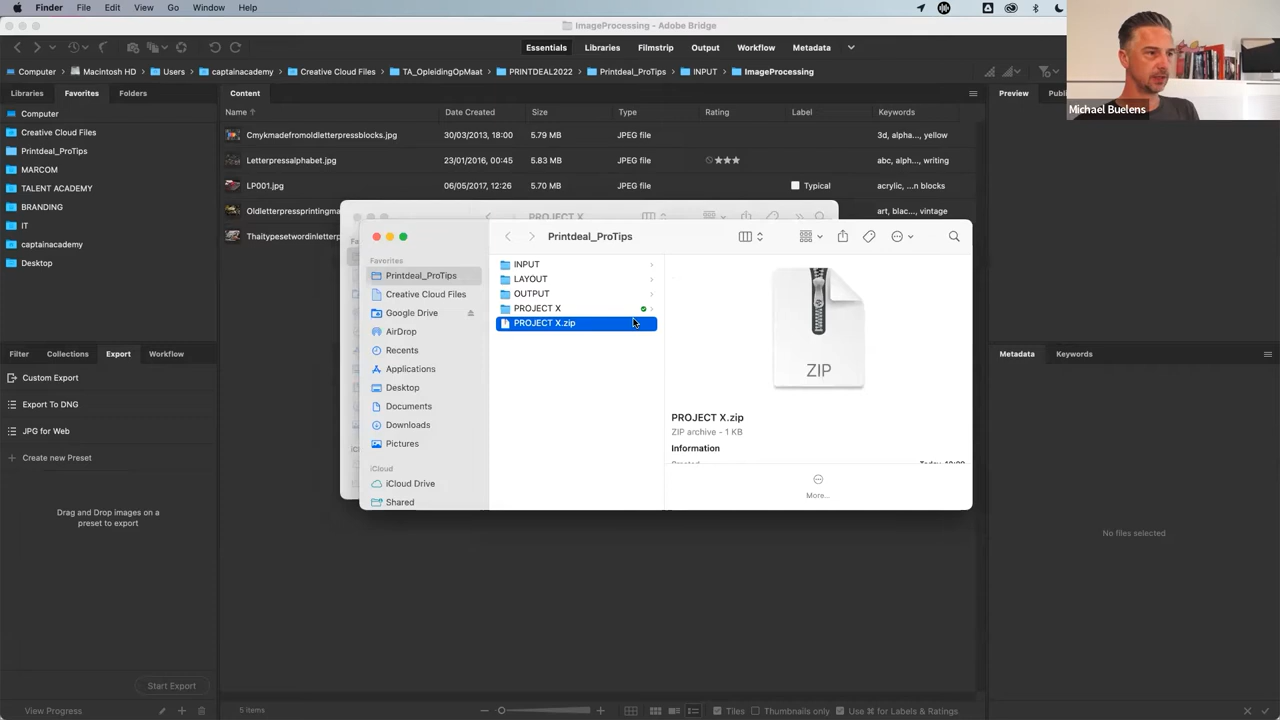 Finder File Edit View Go Window Help
ImageProcessing - Adobe Bridge
Essentials Libraries Filmstrip Output Workflow Metadata
Computer Macintosh HD Users captainacademy Creative Cloud Files TA_OpleidingOpMaat PRINTDEAL2022 Printdeal_ProTips INPUT ImageProcessing
Michael Buelens
Libraries Favorites Folders Content Preview
Name Date Created Size Type Rating Label Keywords
Computer
Creative Cloud Files
Printdeal_ProTips
MARCOM
TALENT ACADEMY
BRANDING
IT
captainacademy
Desktop
Cmykmadefromoldletterpressblocks.jpg 30/03/2013, 18:00 5.79 MB JPEG file 3d, alpha..., yellow
Letterpressalphabet.jpg 23/01/2016, 00:45 5.83 MB JPEG file abc, alph..., writing
LP001.jpg 06/05/2017, 12:26 5.70 MB JPEG file Typical acrylic, ...n blocks
art, blac..., vintage
PROJECT X
Printdeal_ProTips
Favorites
Printdeal_ProTips
Creative Cloud Files
Google Drive
AirDrop
Recents
Applications
Desktop
Documents
Downloads
Pictures
iCloud
iCloud Drive
Shared
INPUT
LAYOUT
OUTPUT
PROJECT X
PROJECT X.zip
ZIP
PROJECT X.zip
ZIP archive - 1 KB
Information
More...
Filter Collections Export Workflow
Custom Export
Export To DNG
JPG for Web
Create new Preset
Drag and Drop images on a
preset to export
Start Export
View Progress
Metadata Keywords
No files selected
5 items
Tiles Thumbnails only Use ⌘ for Labels & Ratings